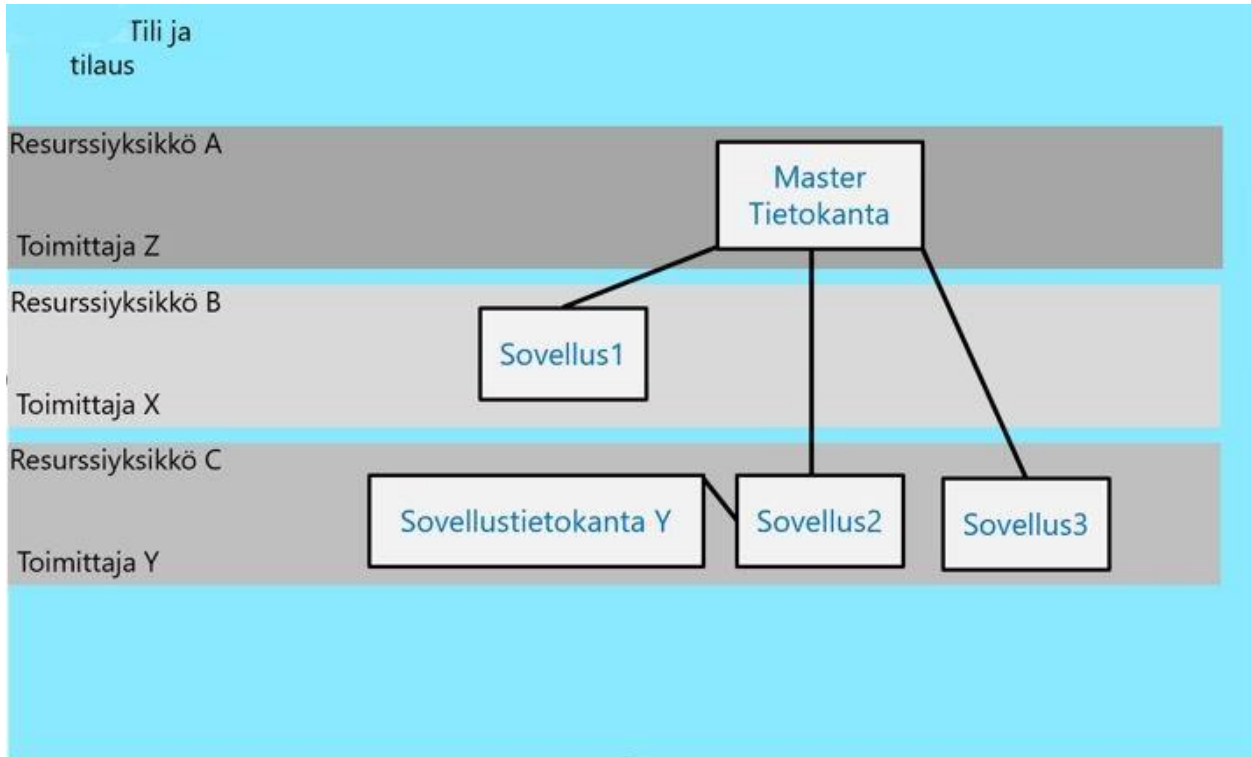 Tili ja
tilaus
Resurssiyksikkö A
Master
Tietokanta
Toimittaja Z
Resurssiyksikkö B
Sovellus1
Toimittaja X
Resurssiyksikkö C
Sovellustietokanta Y
Sovellus2
Sovellus3
Toimittaja Y